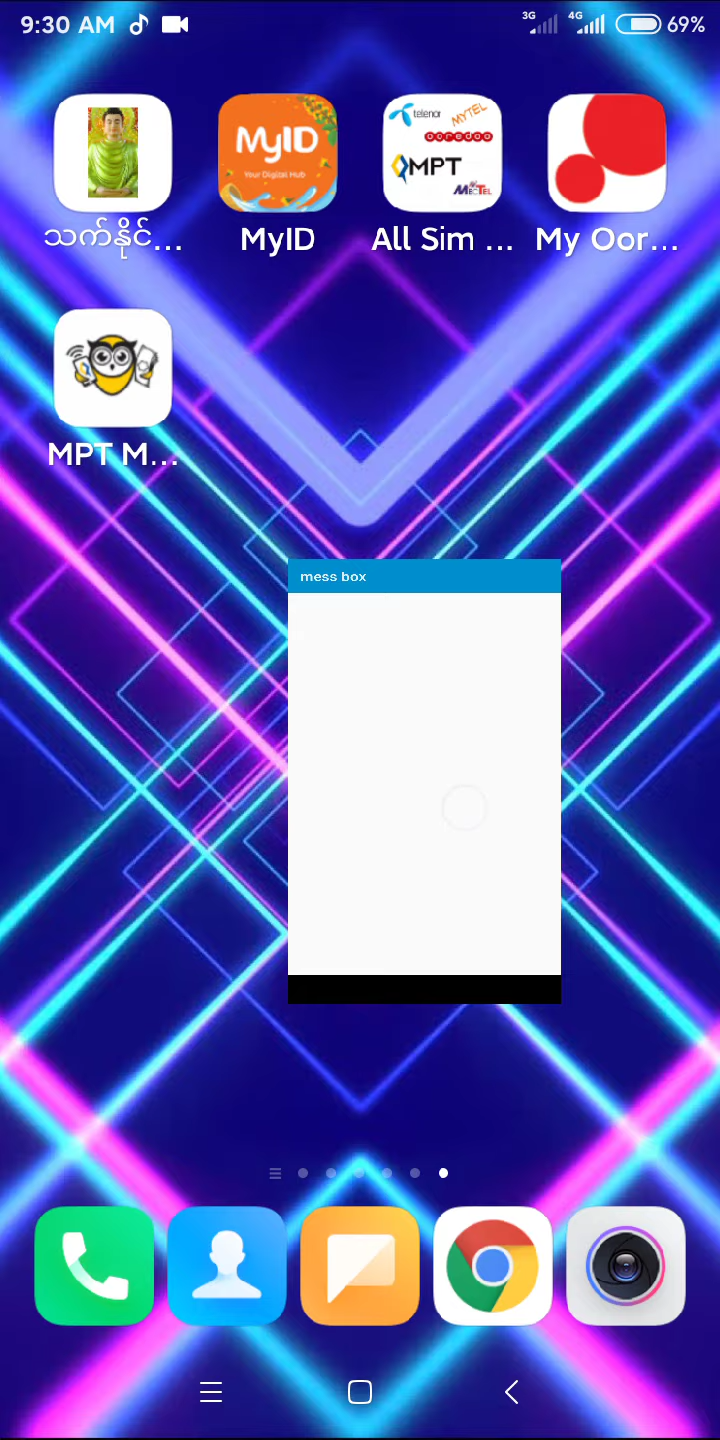 9:30 AM 3G 4G 69%
MyID
Your Digital Hub
telenor MYTEL
ooredoo
MPT
MECTEL
သက်နိုင်... MyID All Sim ... My Oor...
MPT M...
mess box